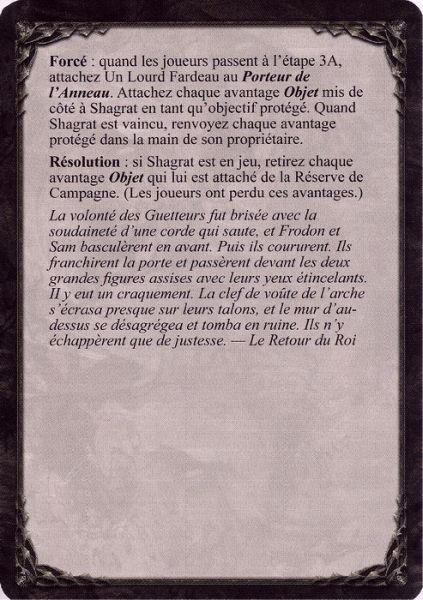 Forcé : quand les joueurs passent à l'étape 3A,
attachez Un Lourd Fardeau au Porteur de
l'Anneau. Attachez chaque avantage Objet mis de
côté à Shagrat en tant qu'objectif protégé. Quand
Shagrat est vaincu, renvoyez chaque avantage
protégé dans la main de son propriétaire.
Résolution : si Shagrat est en jeu, retirez chaque
avantage Objet qui lui est attaché de la Réserve de
Campagne. (Les joueurs ont perdu ces avantages.)
La volonté des Guetteurs fut brisée avec la
soudaineté d'une corde qui saute, et Frodon et
Sam basculèrent en avant. Puis ils coururent. Ils
franchirent la porte et passèrent devant les deux
grandes figures assises avec leurs yeux étincelants.
Il y eut un craquement. La clef de voûte de l'arche
s'écrasa presque sur leurs talons, et le mur d'au-
dessus se désagrégea et tomba en ruine. Ils n'y
échappèrent que de justesse. — Le Retour du Roi